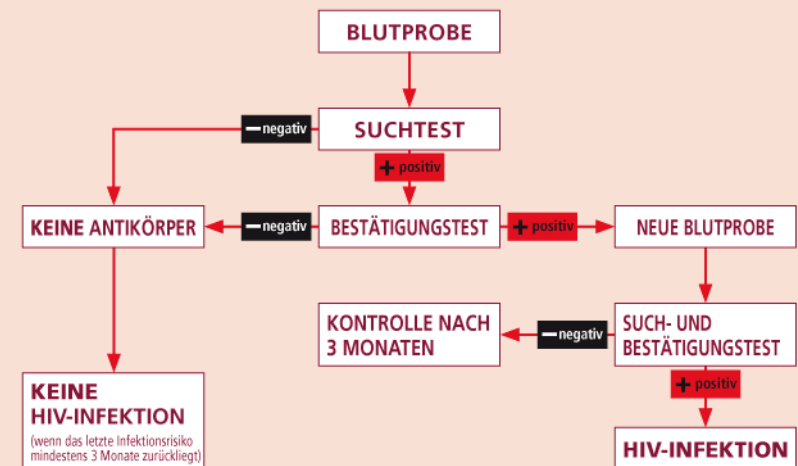 BLUTPROBE
– negativ
SUCHTEST
+ positiv
KEINE ANTIKÖRPER
– negativ
BESTÄTIGUNGSTEST
+ positiv
NEUE BLUTPROBE
KONTROLLE NACH
3 MONATEN
– negativ
SUCH- UND
BESTÄTIGUNGSTEST
+ positiv
KEINE
HIV-INFEKTION
(wenn das letzte Infektionsrisiko
mindestens 3 Monate zurückliegt)
HIV-INFEKTION